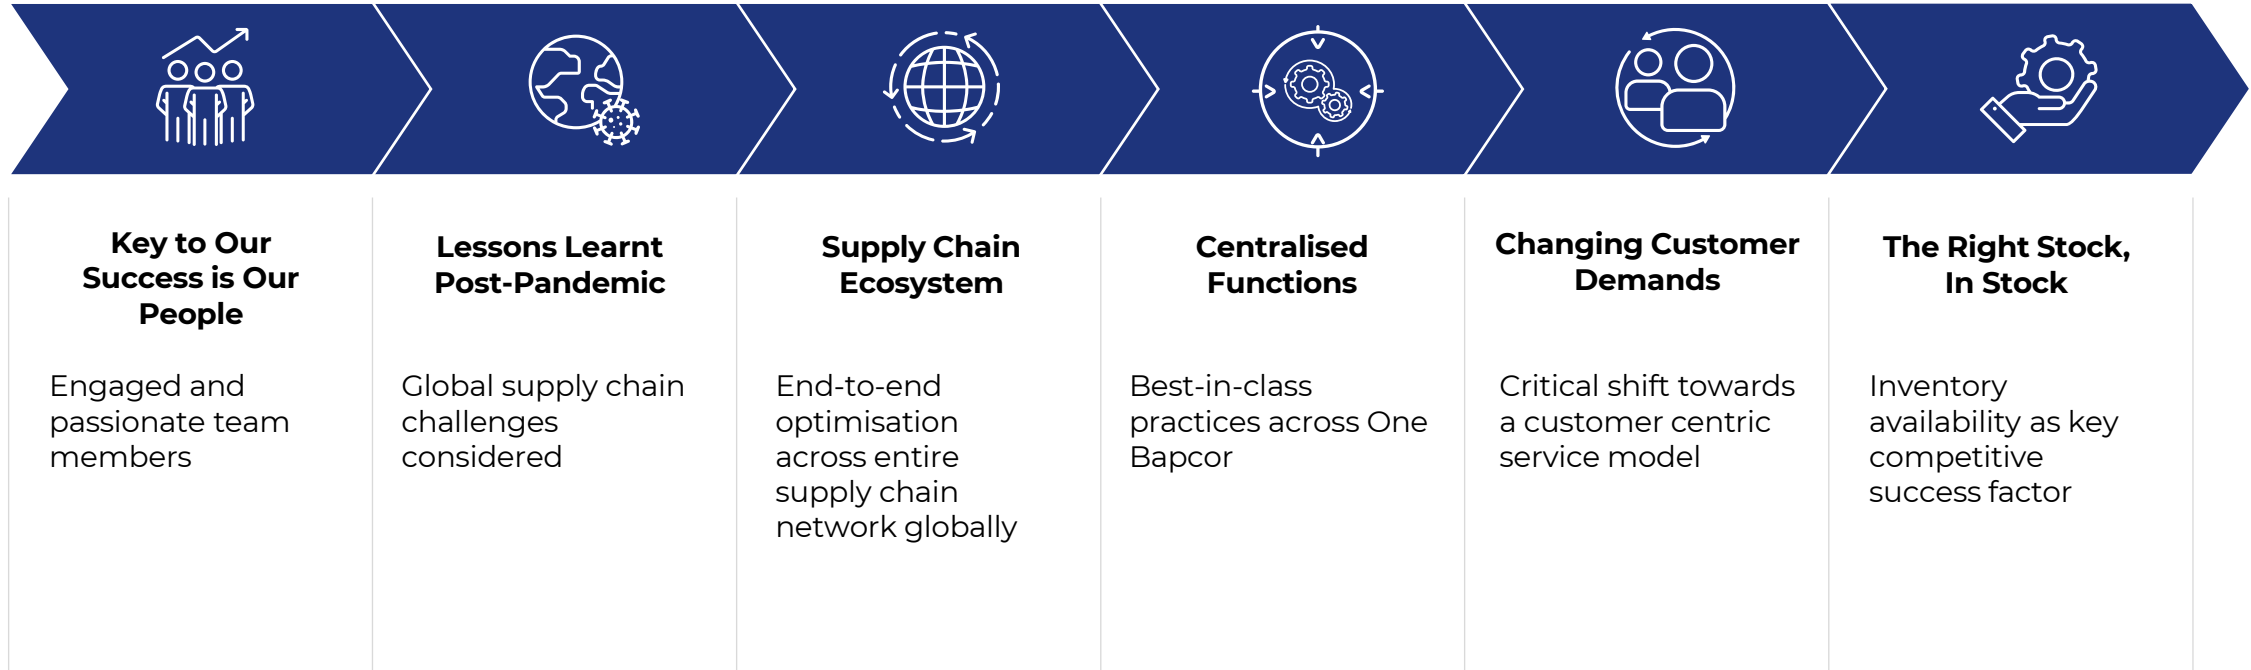 Key to Our
Success is Our
People
Engaged and
passionate team
members
Lessons Learnt
Post-Pandemic
Global supply chain
challenges
considered
Supply Chain
Ecosystem
End-to-end
optimisation
across entire
supply chain
network globally
Centralised
Functions
Best-in-class
practices across One
Bapcor
Changing Customer
Demands
Critical shift towards
a customer centric
service model
The Right Stock,
In Stock
Inventory
availability as key
competitive
success factor